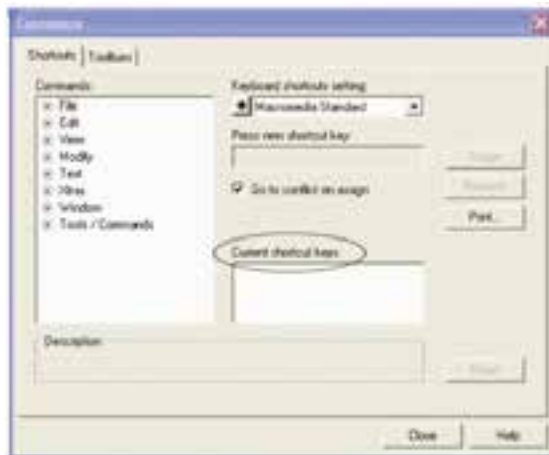 Customize
Shortcuts
Toolbars
Commands:
File
Edit
View
Modify
Text
Xtras
Window
Tools / Commands
Keyboard shortcuts setting:
Macromedia Standard
Press new shortcut key:
Go to conflict on assign
Current shortcut keys:
Assign
Remove
Print...
Description:
Reset
Close
Help